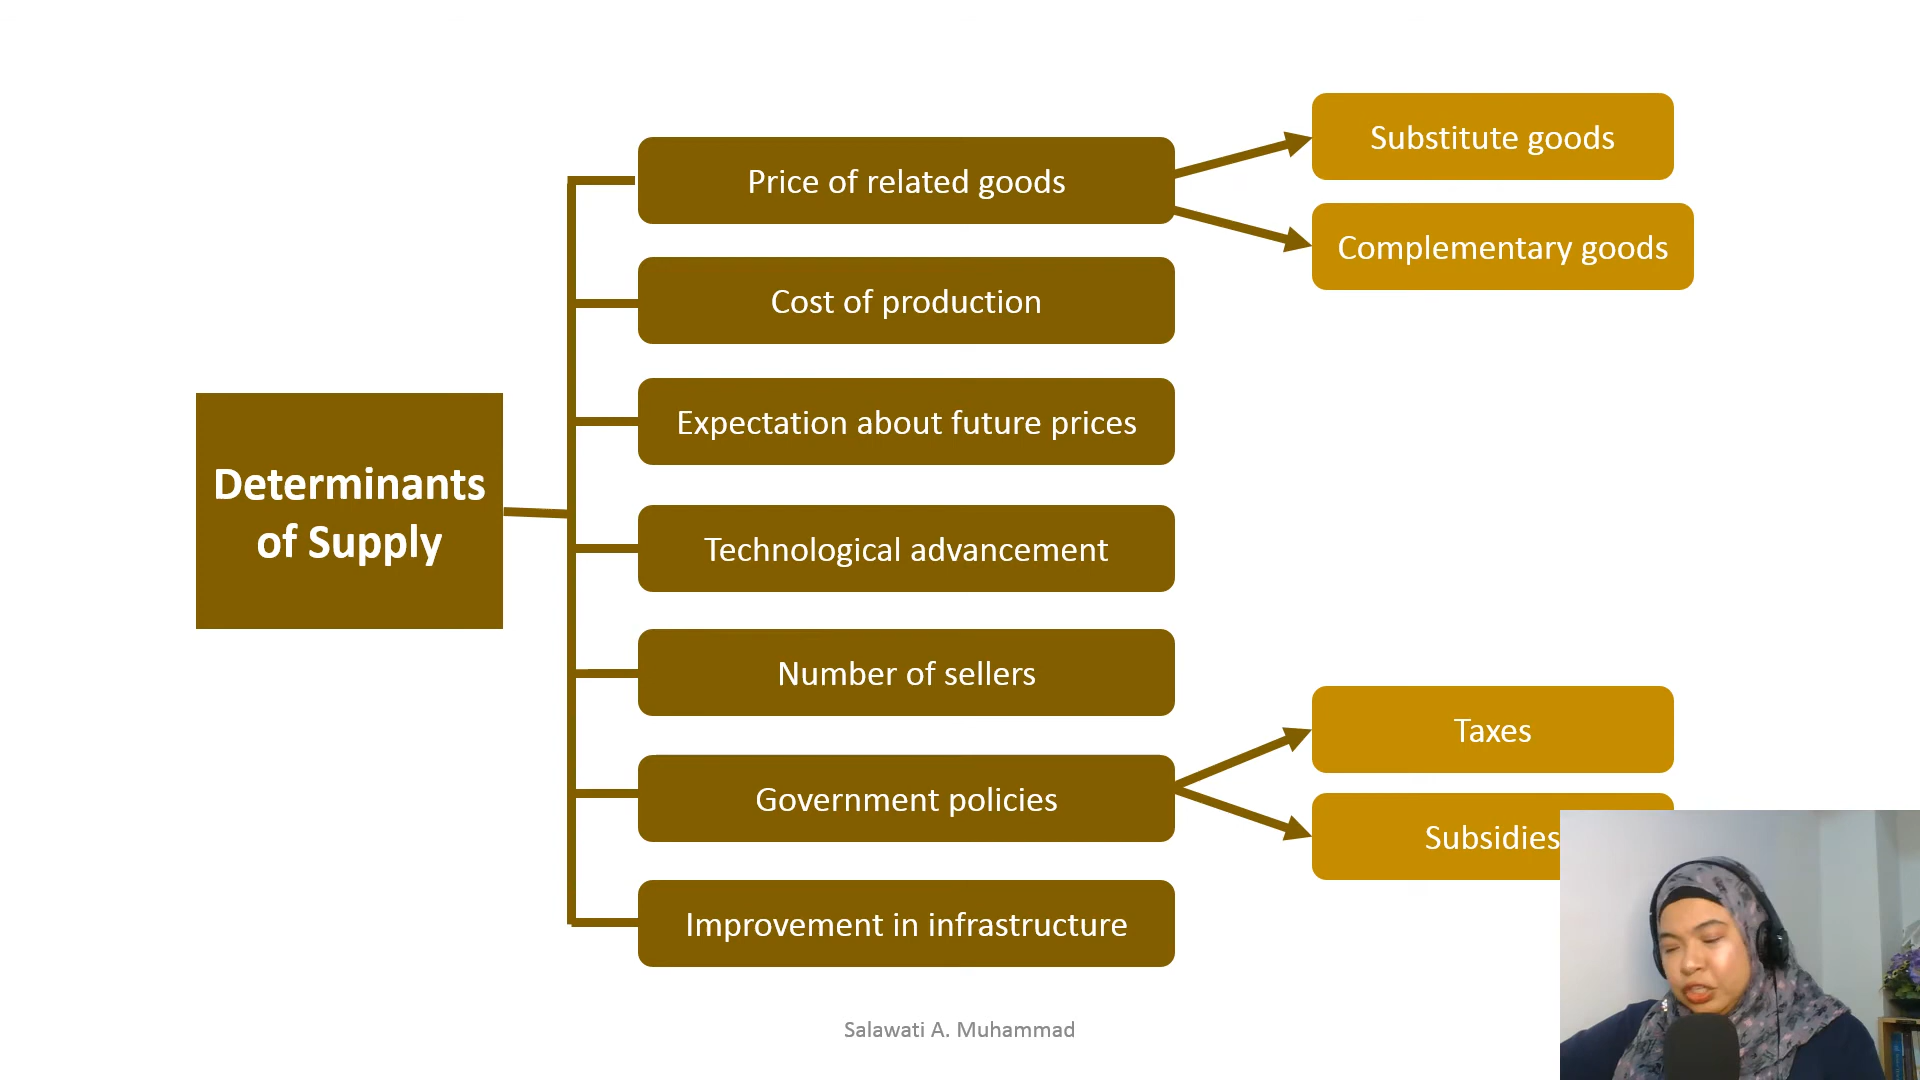 Substitute goods
Price of related goods
Complementary goods
Cost of production
Expectation about future prices
Determinants
of Supply
Technological advancement
Number of sellers
Taxes
Government policies
Subsidies
Improvement in infrastructure
Salawati A. Muhammad